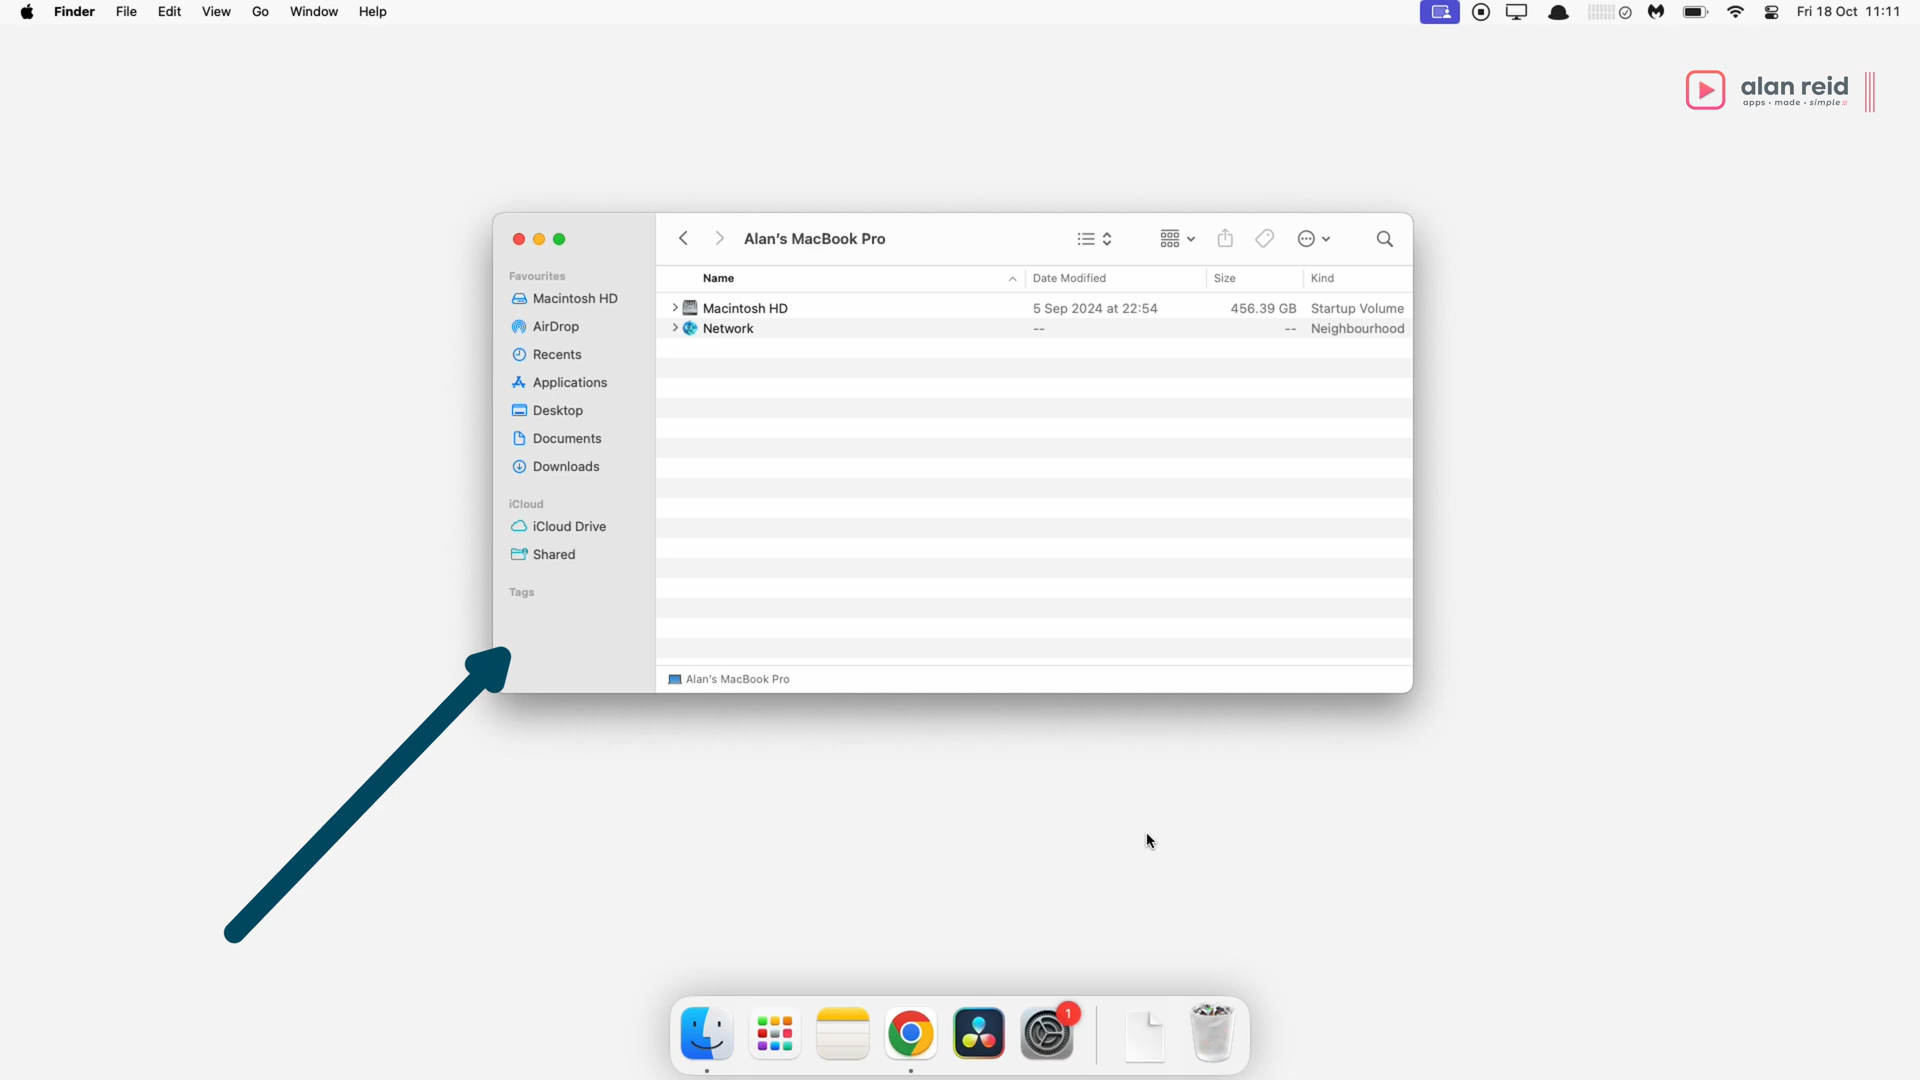 Finder File Edit View Go Window Help Fri 18 Oct 11:11
alan reid
apps • made • simple
Alan's MacBook Pro
Favourites
Macintosh HD
AirDrop
Recents
Applications
Desktop
Documents
Downloads
iCloud
iCloud Drive
Shared
Tags
Name Date Modified Size Kind
Macintosh HD 5 Sep 2024 at 22:54 456.39 GB Startup Volume
Network -- -- Neighbourhood
Alan's MacBook Pro
1